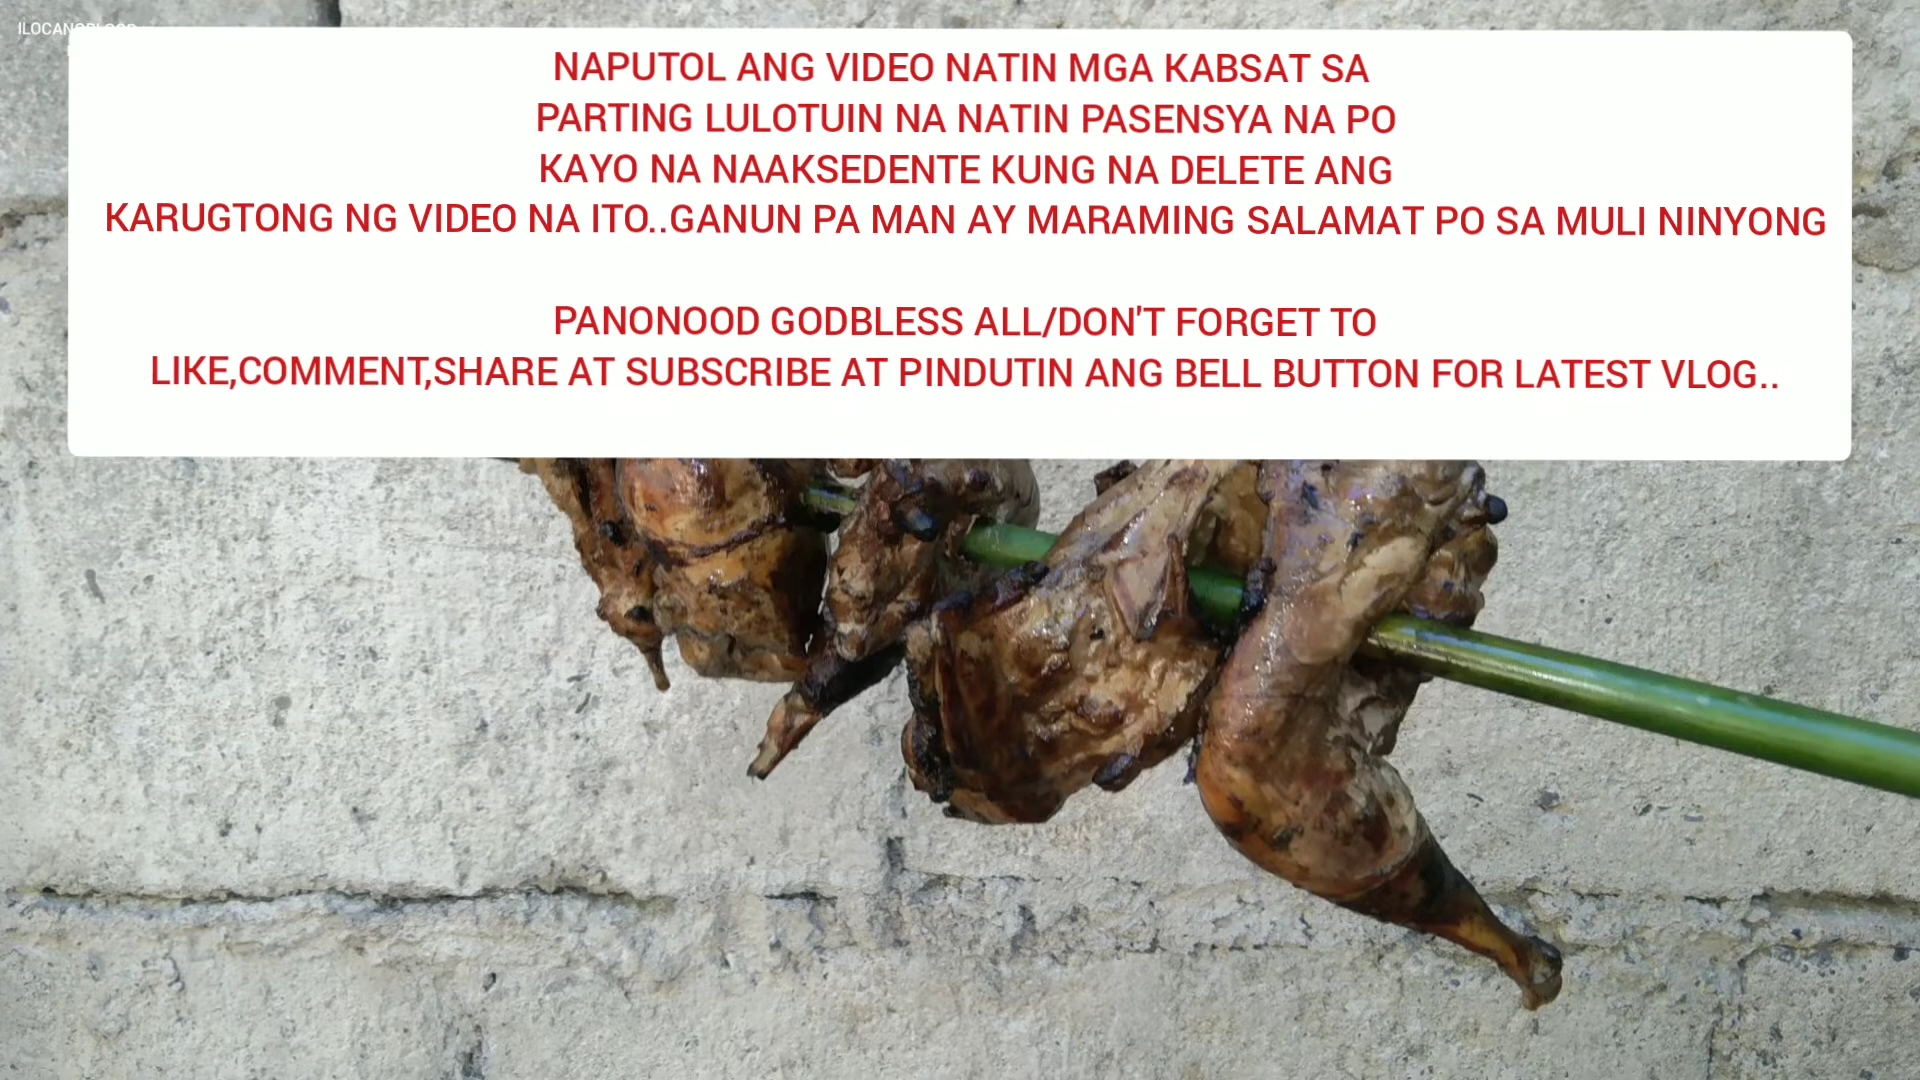 ILOCANOBLOOD
NAPUTOL ANG VIDEO NATIN MGA KABSAT SA
PARTING LULOTUIN NA NATIN PASENSYA NA PO
KAYO NA NAAKSEDENTE KUNG NA DELETE ANG
KARUGTONG NG VIDEO NA ITO..GANUN PA MAN AY MARAMING SALAMAT PO SA MULI NINYONG
PANONOOD GODBLESS ALL/DON'T FORGET TO
LIKE,COMMENT,SHARE AT SUBSCRIBE AT PINDUTIN ANG BELL BUTTON FOR LATEST VLOG..